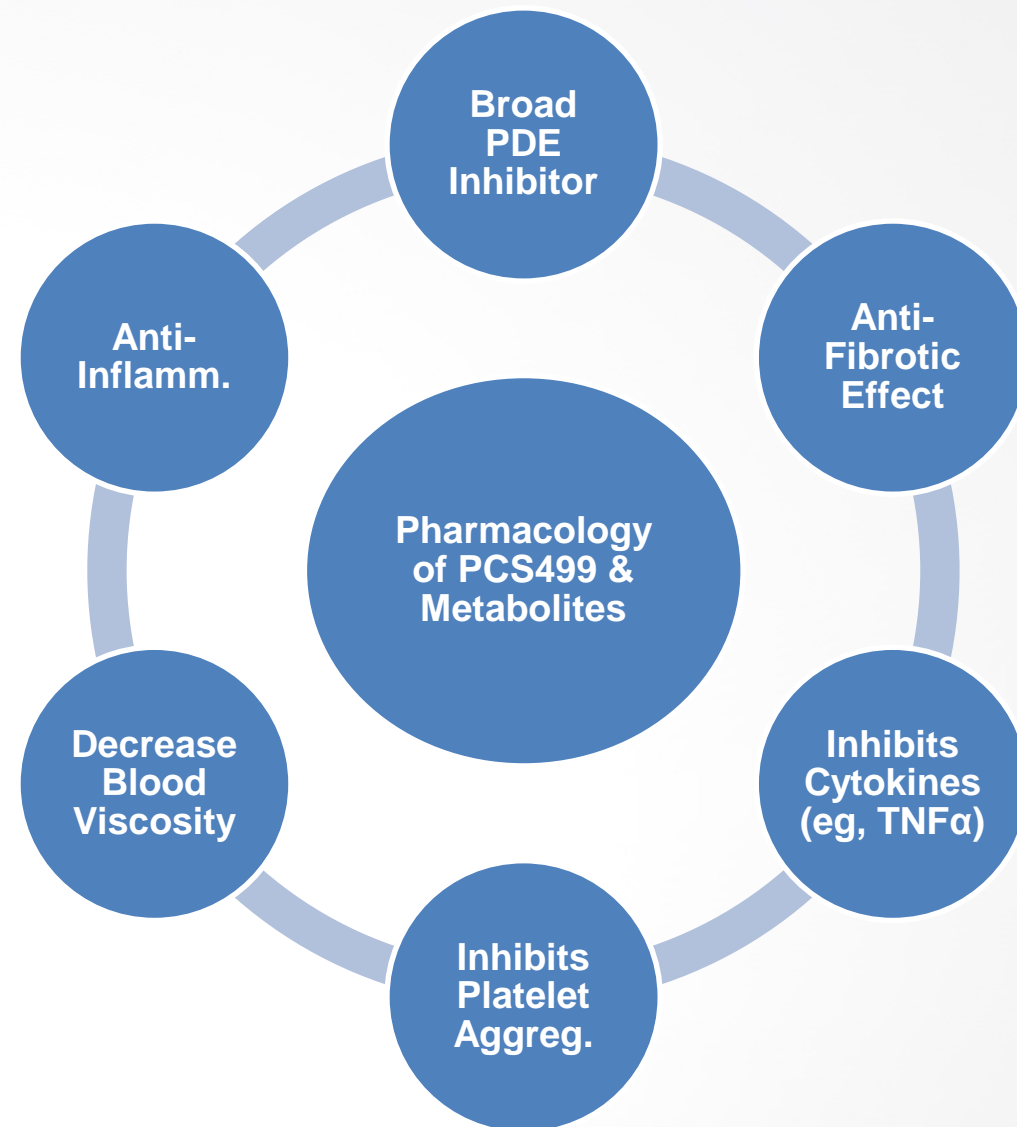 Broad
PDE
Inhibitor
Anti-
Fibrotic
Effect
Inhibits
Cytokines
(eg, TNFα)
Inhibits
Platelet
Aggreg.
Decrease
Blood
Viscosity
Anti-
Inflamm.
Pharmacology
of PCS499 &
Metabolites